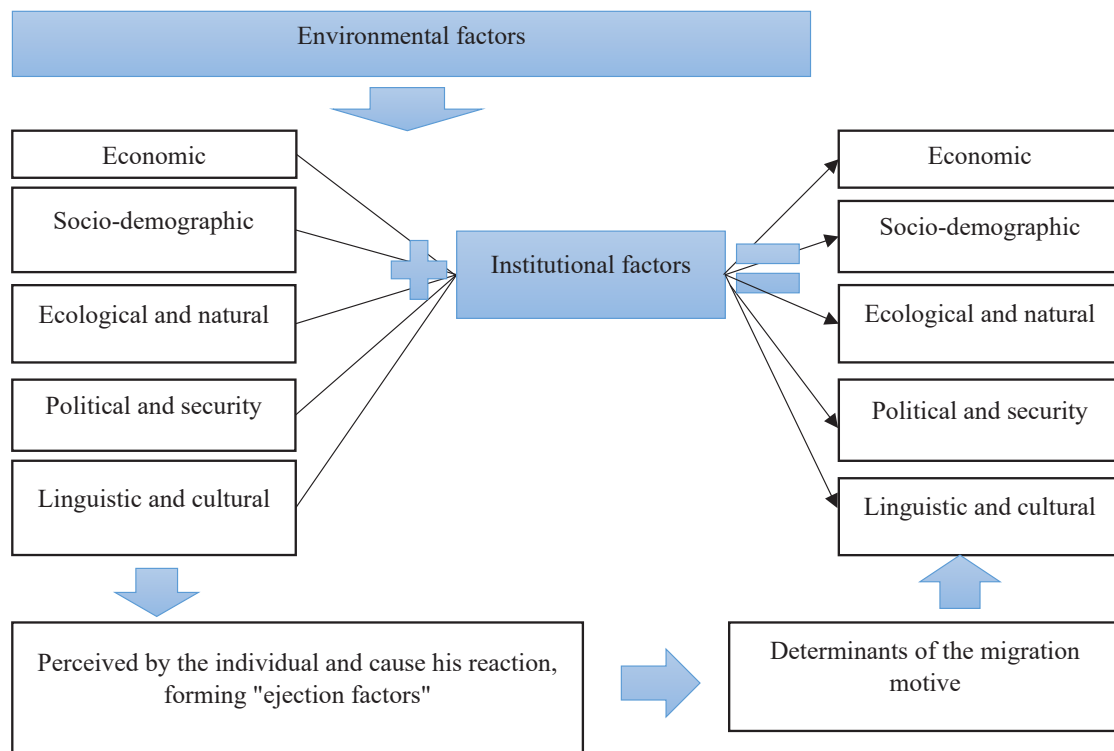 Environmental factors
Economic
Socio-demographic
Ecological and natural
Political and security
Linguistic and cultural
Institutional factors
Economic
Socio-demographic
Ecological and natural
Political and security
Linguistic and cultural
Perceived by the individual and cause his reaction,
forming "ejection factors"
Determinants of the migration
motive